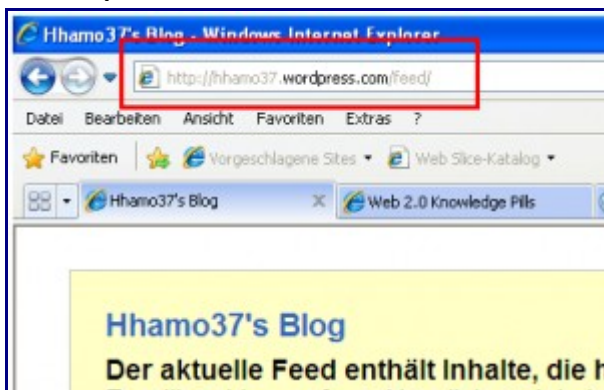 Hhamo37's Blog - Windows Internet Explorer
http://hhamo37.wordpress.com/feed/
Datei Bearbeiten Ansicht Favoriten Extras ?
Favoriten Vorgeschlagene Sites Web Slice-Katalog
Hhamo37's Blog Web 2.0 Knowledge Pills
Hhamo37's Blog
Der aktuelle Feed enthält Inhalte, die